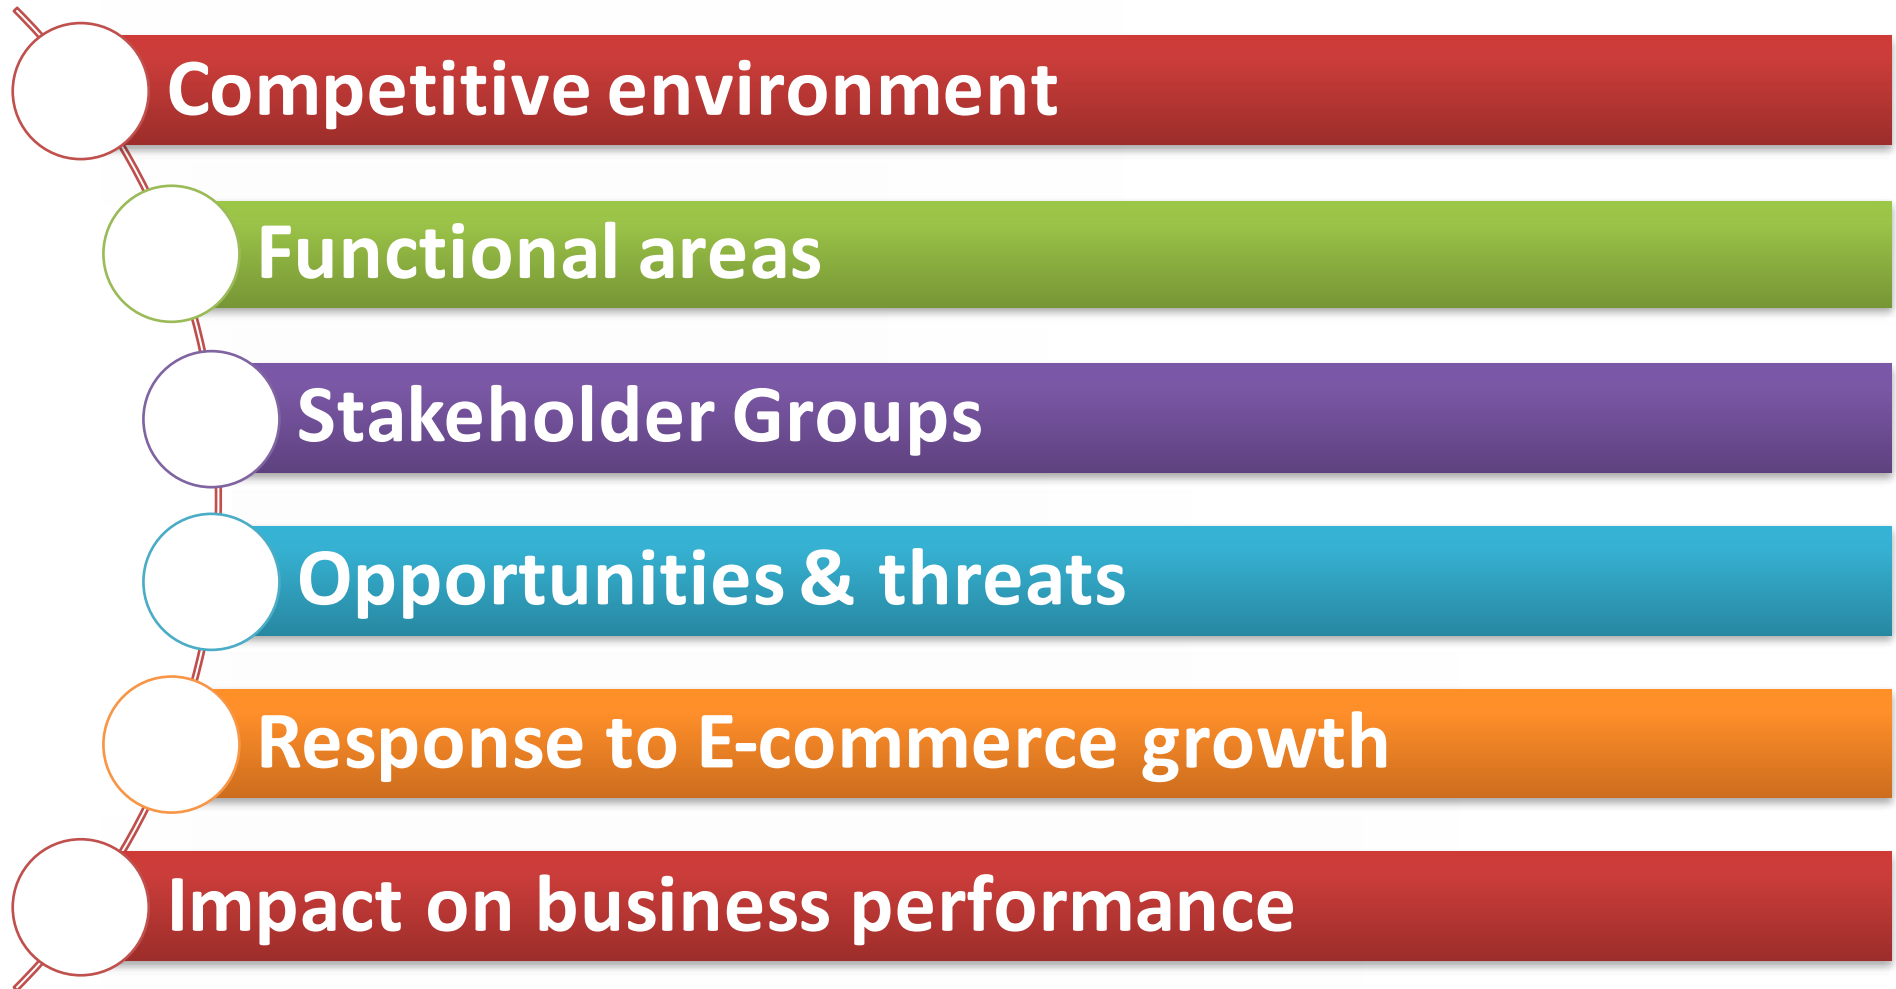 Competitive environment
Functional areas
Stakeholder Groups
Opportunities & threats
Response to E-commerce growth
Impact on business performance